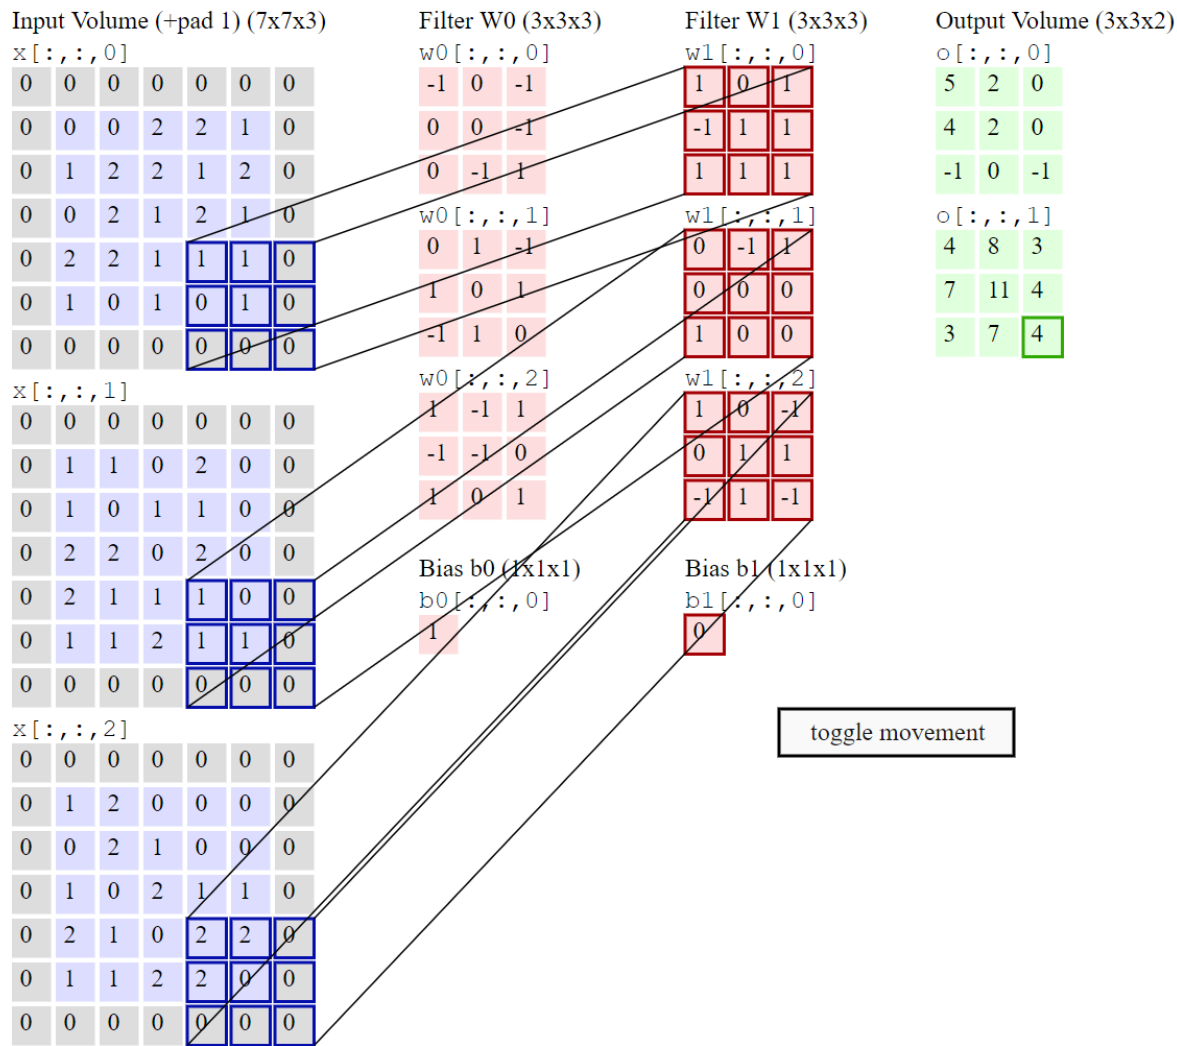 Input Volume (+pad 1) (7x7x3)
x[:,:,0]
0 0 0 0 0 0 0
0 0 0 2 2 1 0
0 1 2 2 1 2 0
0 0 2 1 2 1 0
0 2 2 1 1 1 0
0 1 0 1 0 1 0
0 0 0 0 0 0 0
x[:,:,1]
0 0 0 0 0 0 0
0 1 1 0 2 0 0
0 1 0 1 1 0 0
0 2 2 0 2 0 0
0 2 1 1 1 0 0
0 1 1 2 1 1 0
0 0 0 0 0 0 0
x[:,:,2]
0 0 0 0 0 0 0
0 1 2 0 0 0 0
0 0 2 1 0 0 0
0 1 0 2 1 1 0
0 2 1 0 2 2 0
0 1 1 2 2 0 0
0 0 0 0 0 0 0
Filter W0 (3x3x3)
w0[:,:,0]
-1 0 -1
0 0 -1
0 -1 1
w0[:,:,1]
0 1 -1
1 0 1
-1 1 0
w0[:,:,2]
1 -1 1
-1 -1 0
1 0 1
Bias b0 (1x1x1)
b0[:,:,0]
1
Filter W1 (3x3x3)
w1[:,:,0]
1 0 1
-1 1 1
1 1 1
w1[:,:,1]
0 -1 1
0 0 0
1 0 0
w1[:,:,2]
1 0 -1
0 1 1
-1 1 -1
Bias b1 (1x1x1)
b1[:,:,0]
0
Output Volume (3x3x2)
o[:,:,0]
5 2 0
4 2 0
-1 0 -1
o[:,:,1]
4 8 3
7 11 4
3 7 4
toggle movement